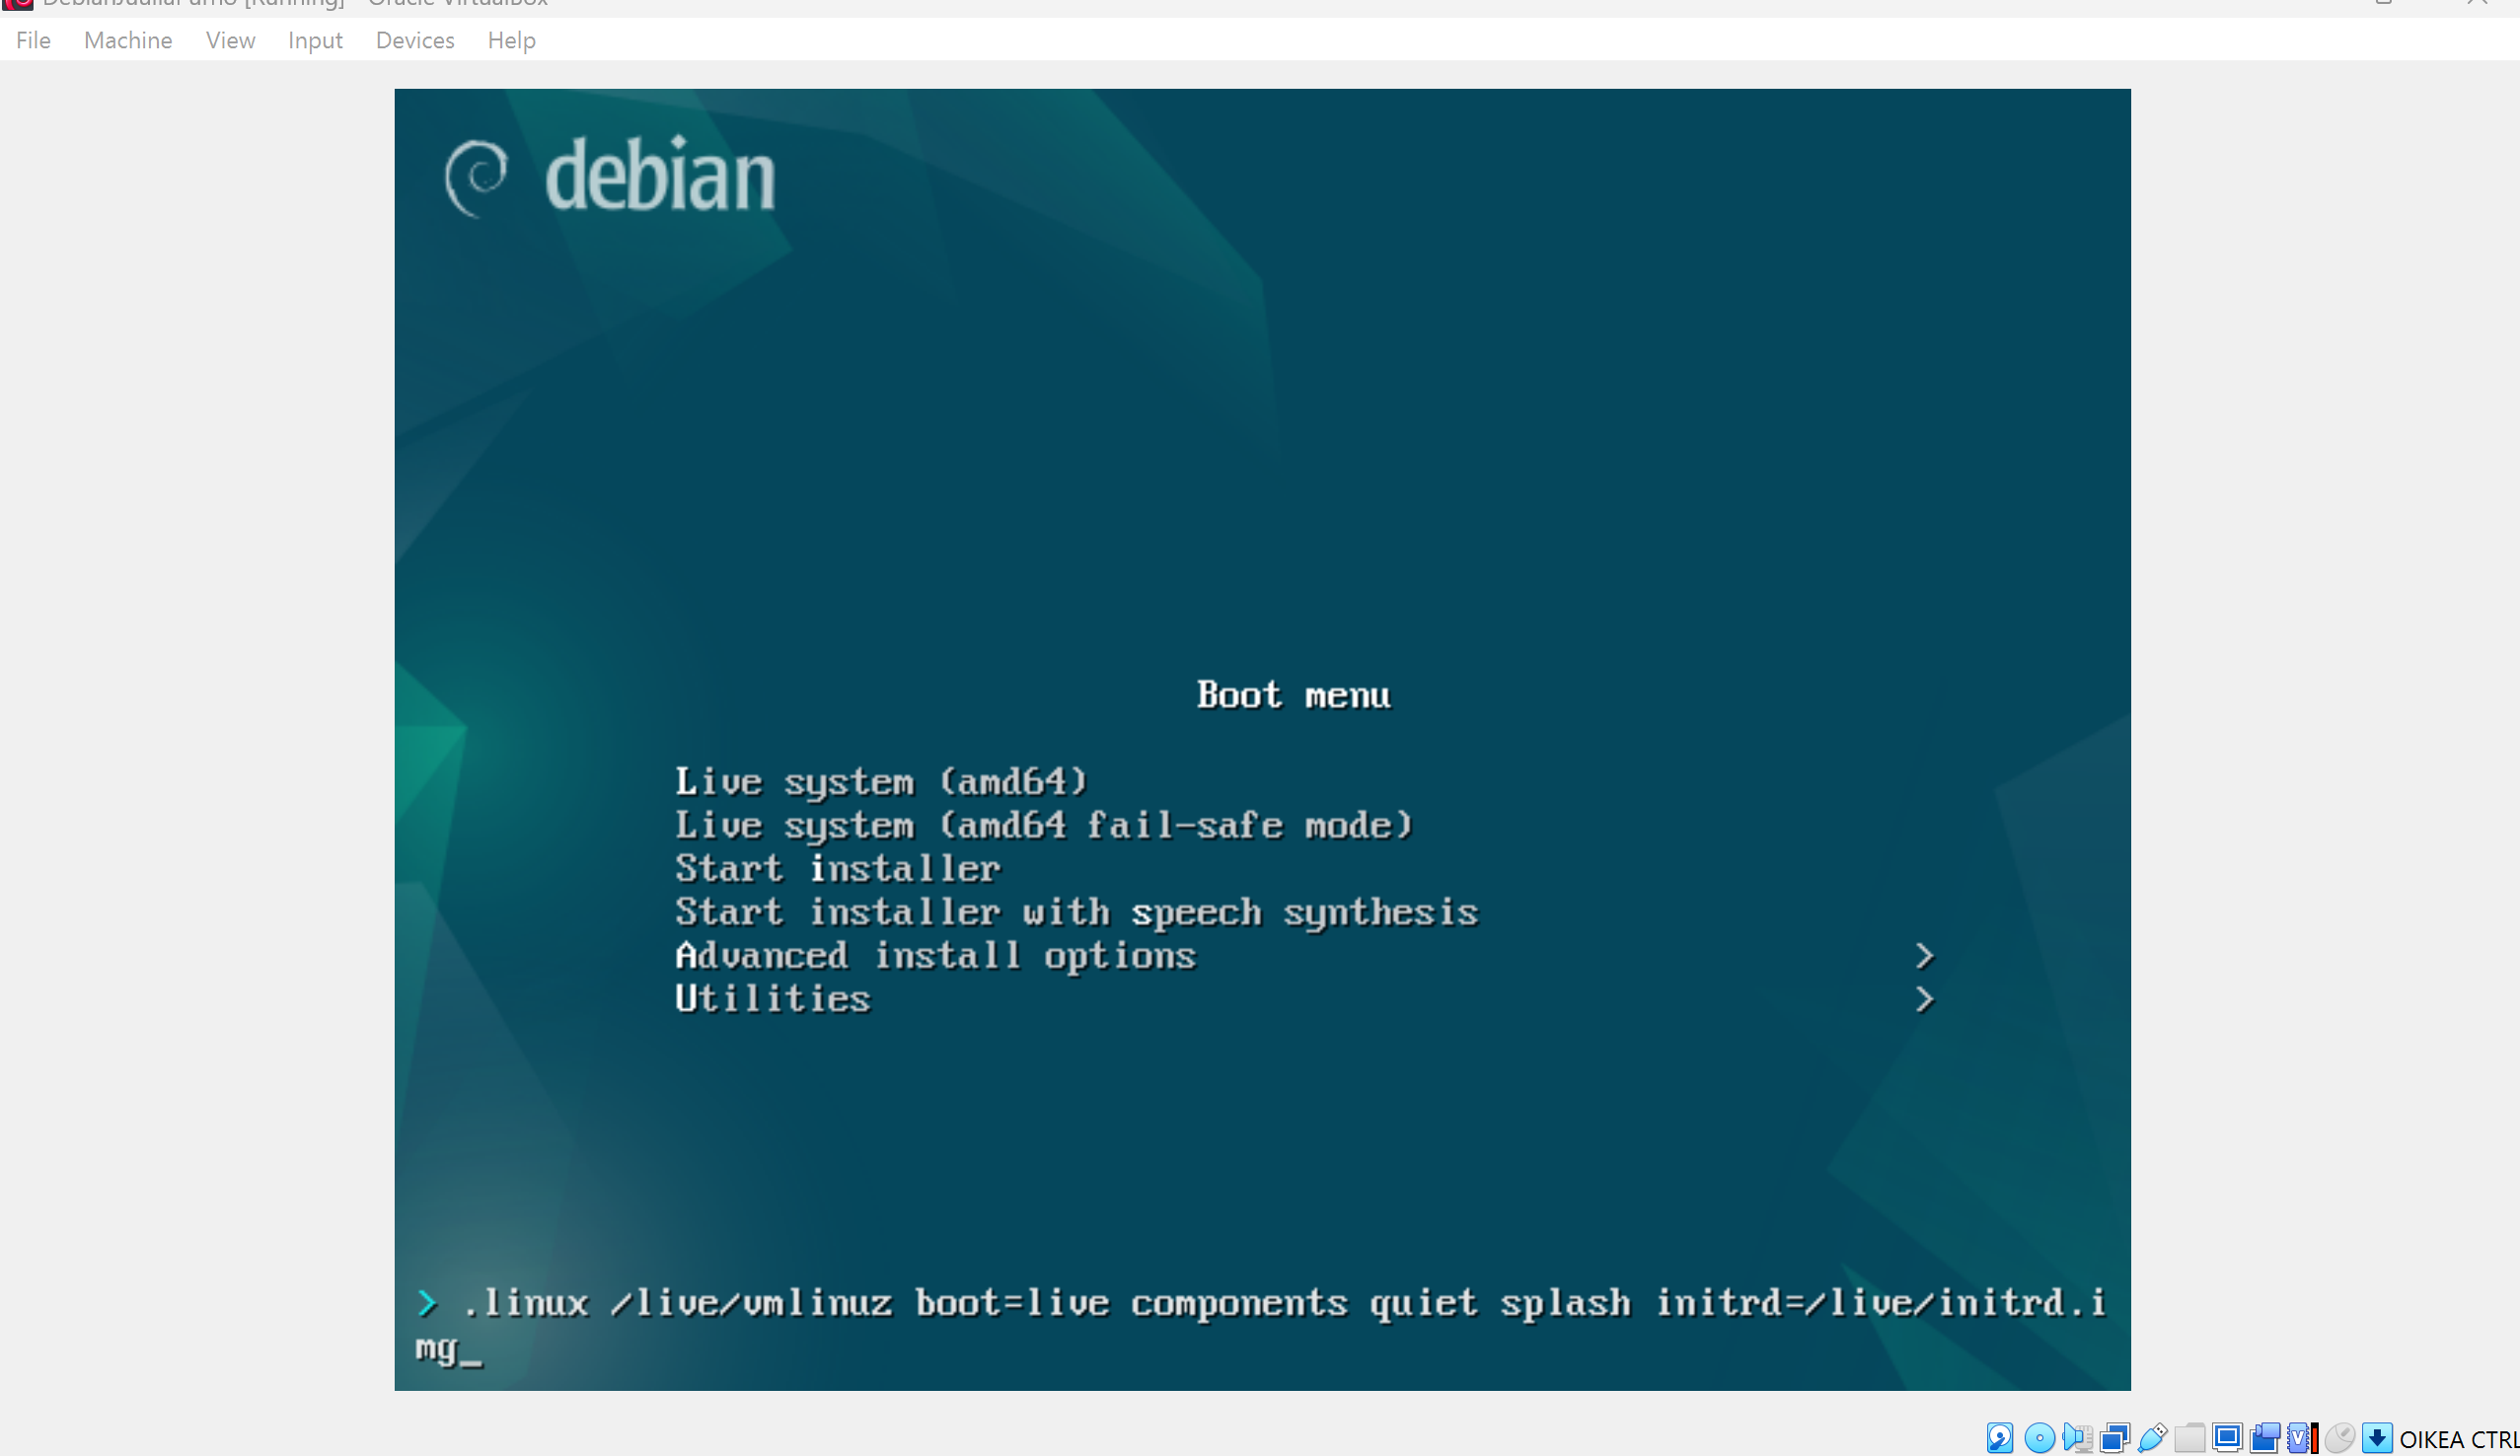 [Running] - Oracle VirtualBox
File Machine View Input Devices Help
debian
Boot menu
Live system (amd64)
Live system (amd64 fail-safe mode)
Start installer
Start installer with speech synthesis
Advanced install options >
Utilities >
> .linux /live/vmlinuz boot=live components quiet splash initrd=/live/initrd.i
mg_
OIKEA CTRL